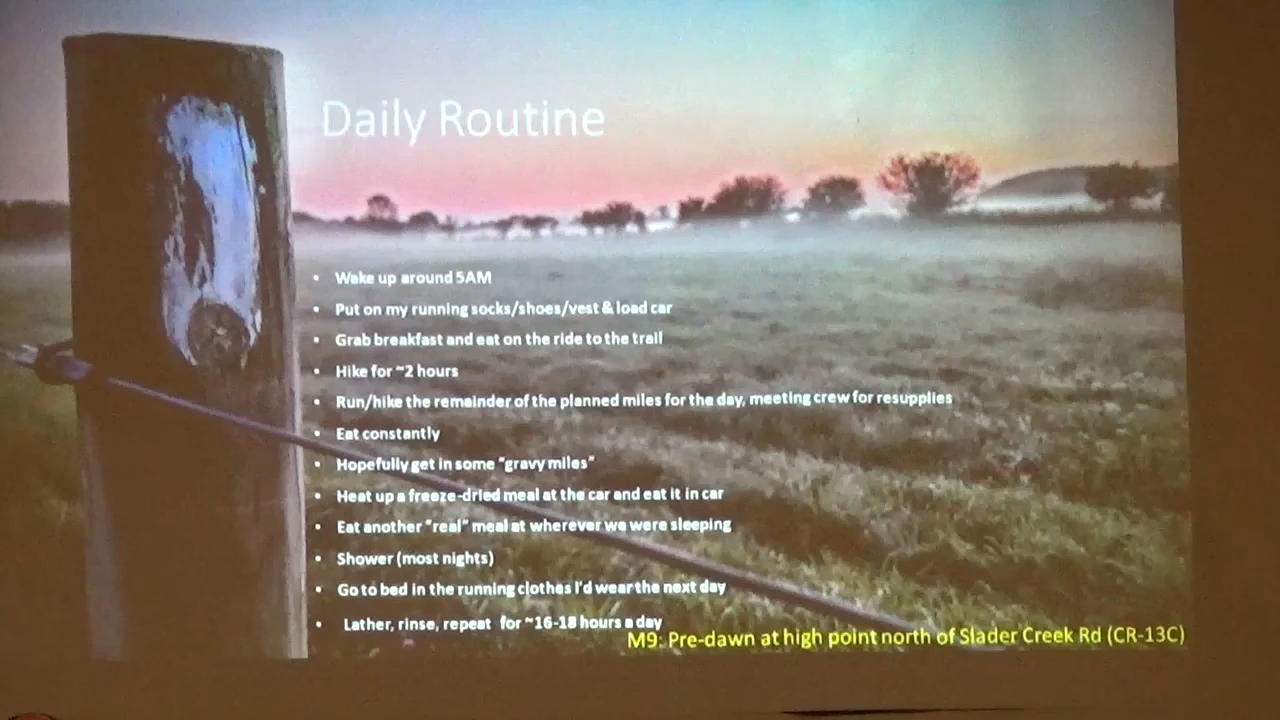 Daily Routine
• Wake up around 5AM
• Put on my running socks/shoes/vest & load car
• Grab breakfast and eat on the ride to the trail
• Hike for ~2 hours
• Run/hike the remainder of the planned miles for the day, meeting crew for resupplies
• Eat constantly
• Hopefully get in some "gravy miles"
• Heat up a freeze-dried meal at the car and eat it in car
• Eat another "real" meal at wherever we were sleeping
• Shower (most nights)
• Go to bed in the running clothes I'd wear the next day
• Lather, rinse, repeat for ~16-18 hours a day
M9: Pre-dawn at high point north of Slader Creek Rd (CR-13C)